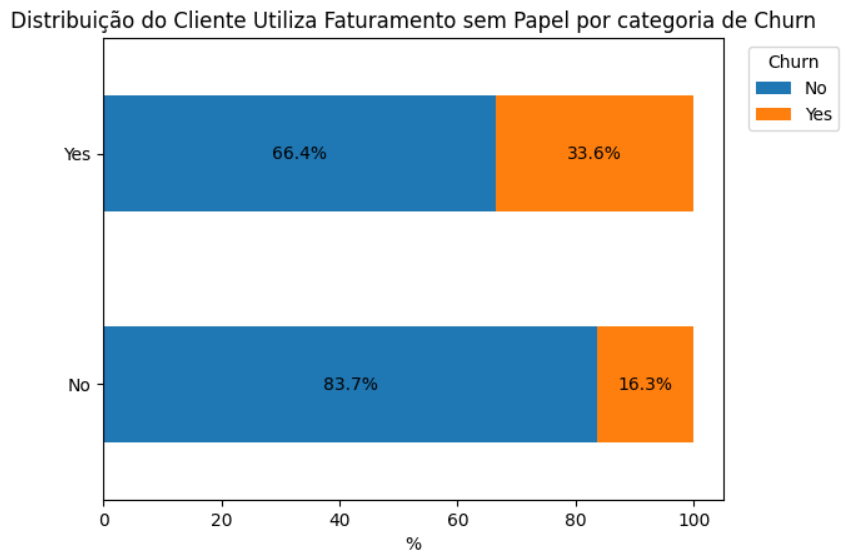 Distribuição do Cliente Utiliza Faturamento sem Papel por categoria de Churn
Churn
No
Yes
Yes
66.4%
33.6%
No
83.7%
16.3%
0
20
40
60
80
100
%